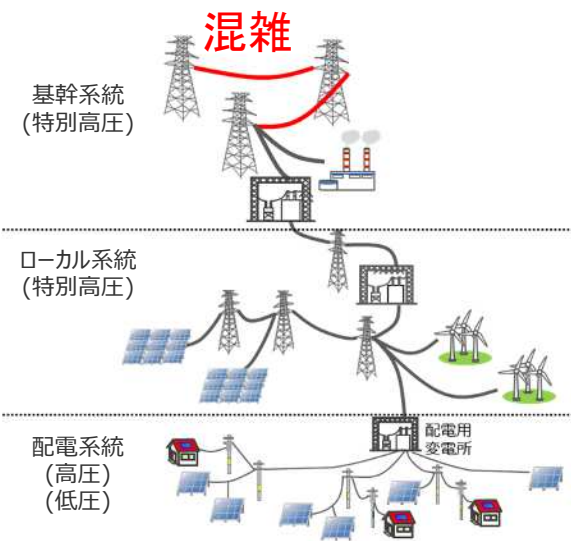 混雑
基幹系統
(特別高圧)
ローカル系統
(特別高圧)
配電用
変電所
配電系統
(高圧)
(低圧)